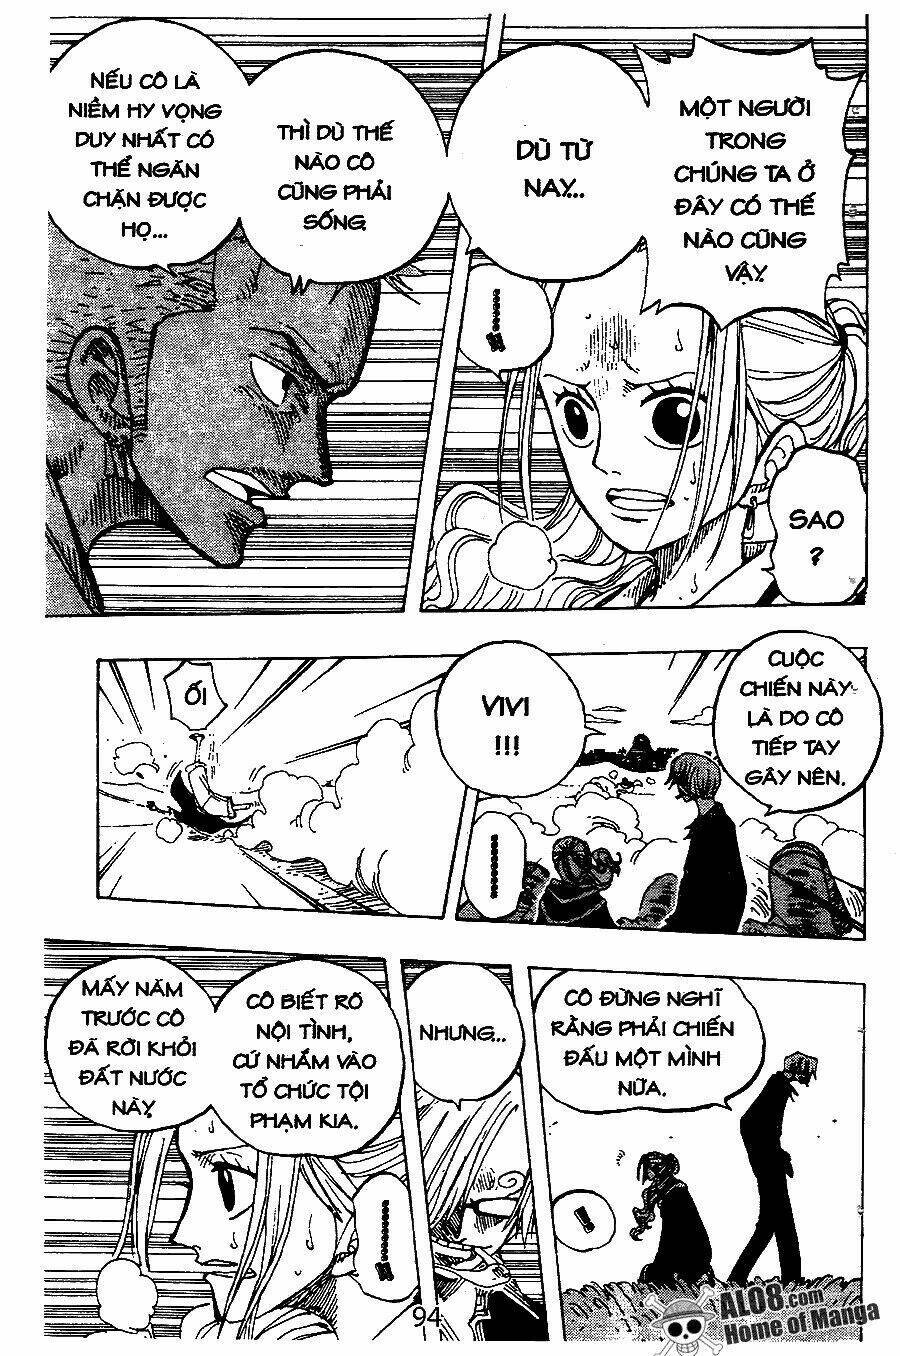 NẾU CÔ LÀ
NIỀM HY VỌNG
DUY NHẤT CÓ
THỂ NGĂN
CHẶN ĐƯỢC
HỌ...
THÌ DÙ THẾ
NÀO CÔ
CŨNG PHẢI
SỐNG.
DÙ TỪ
NAY...
MỘT NGƯỜI
TRONG
CHÚNG TA Ở
ĐÂY CÓ THẾ
NÀO CŨNG
VẬY.
SAO
?
ỐI
VIVI
!!!
CUỘC
CHIẾN NÀY
LÀ DO CÔ
TIẾP TAY
GÂY NÊN.
MẤY NĂM
TRƯỚC CÔ
ĐÃ RỜI KHỎI
ĐẤT NƯỚC
NÀY.
CÔ BIẾT RÕ
NỘI TÌNH,
CỨ NHẮM VÀO
TỔ CHỨC TỘI
PHẠM KIA.
NHƯNG...
CÔ ĐỪNG NGHĨ
RẰNG PHẢI CHIẾN
ĐẤU MỘT MÌNH
NỮA.
!!
94
ALO8.com
Home of Manga